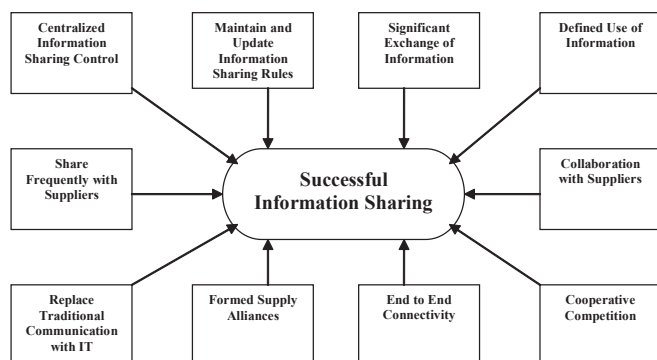 Centralized
Information
Sharing Control
Maintain and
Update
Information
Sharing Rules
Significant
Exchange of
Information
Defined Use of
Information
Share
Frequently with
Suppliers
Successful
Information Sharing
Collaboration
with Suppliers
Replace
Traditional
Communication
with IT
Formed Supply
Alliances
End to End
Connectivity
Cooperative
Competition